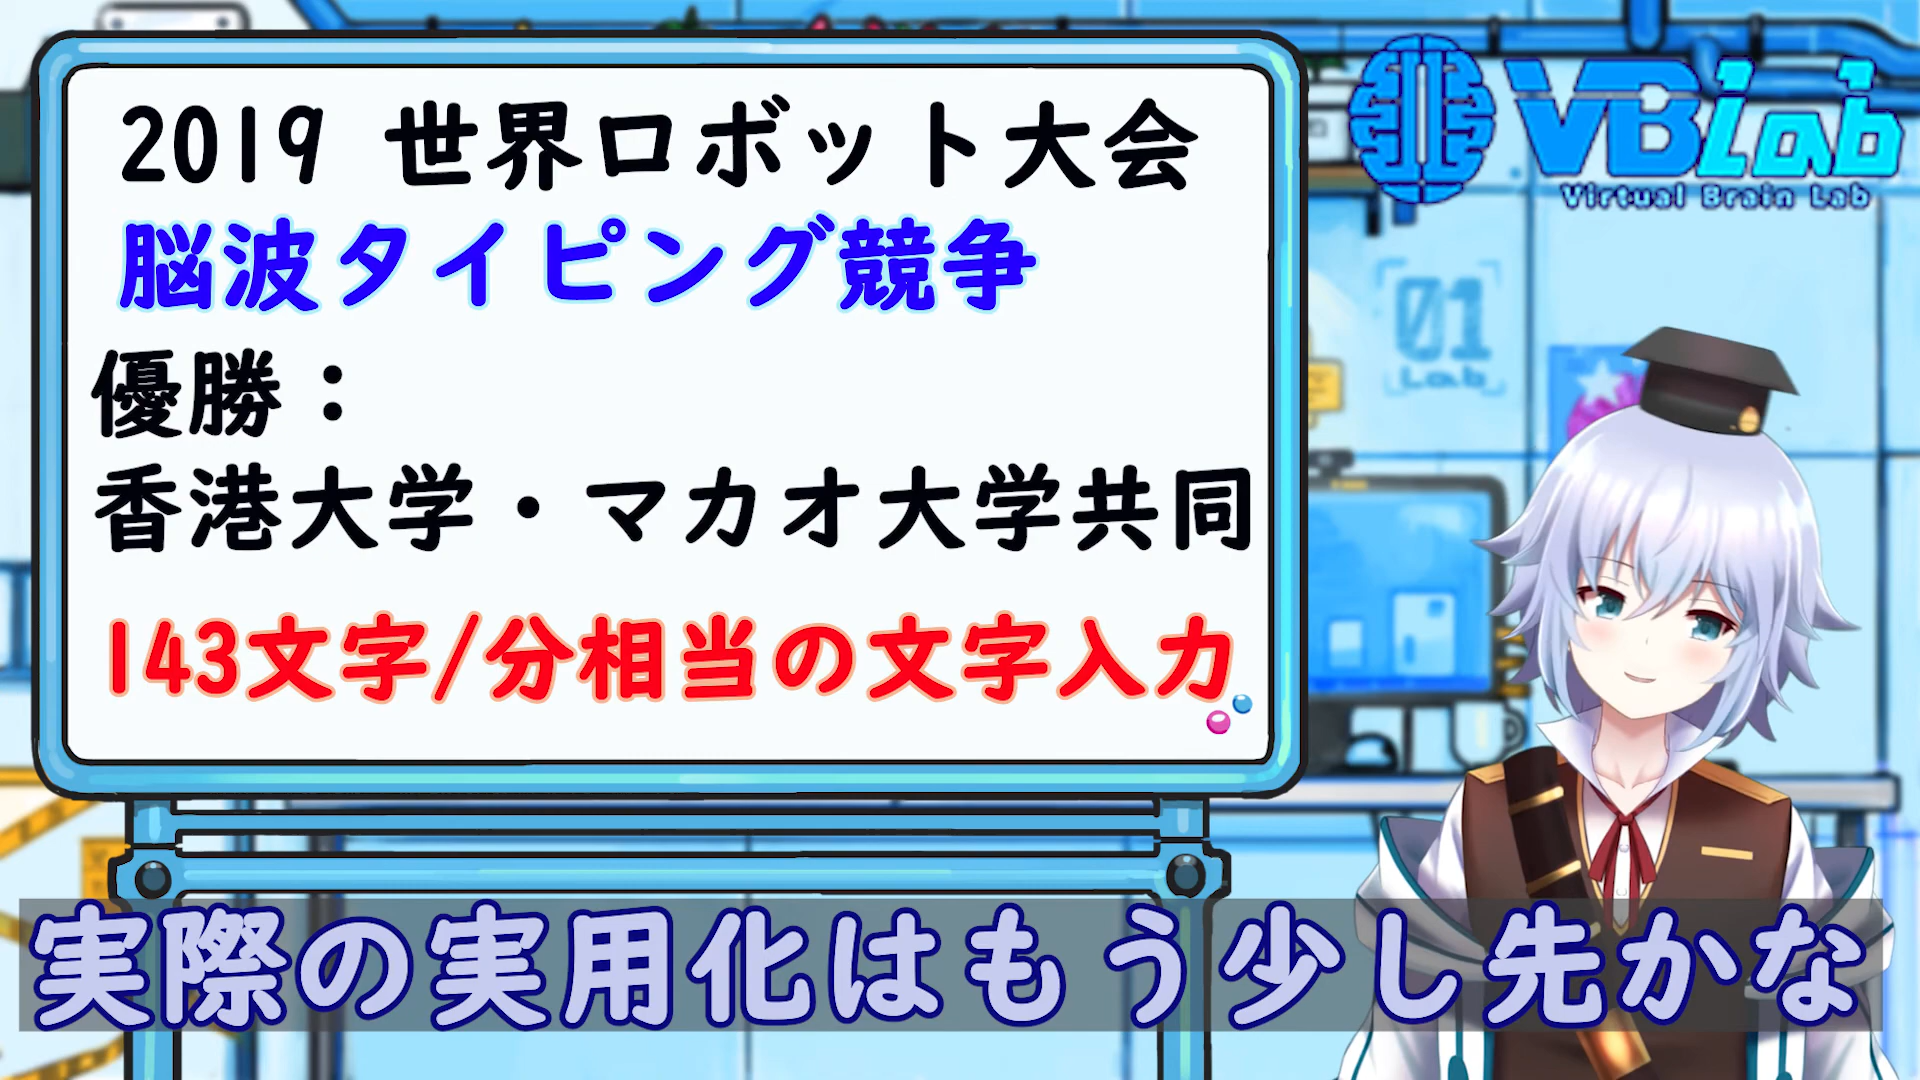 2019 世界ロボット大会
脳波タイピング競争
優勝：
香港大学・マカオ大学共同
143文字/分相当の文字入力
VBLab
Virtual Brain Lab
01
Lab
実際の実用化はもう少し先かな